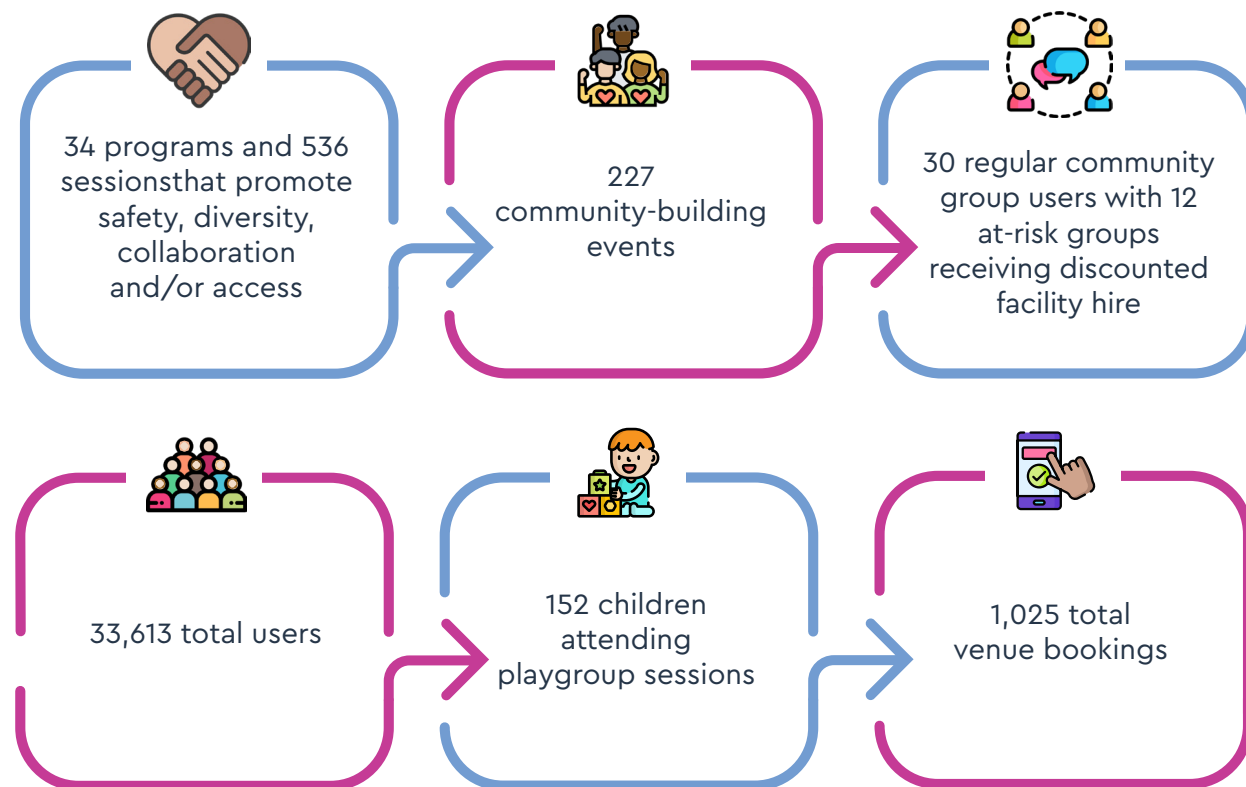 34 programs and 536
sessionsthat promote
safety, diversity,
collaboration
and/or access
227
community-building
events
30 regular community
group users with 12
at-risk groups
receiving discounted
facility hire
33,613 total users
152 children
attending
playgroup sessions
1,025 total
venue bookings